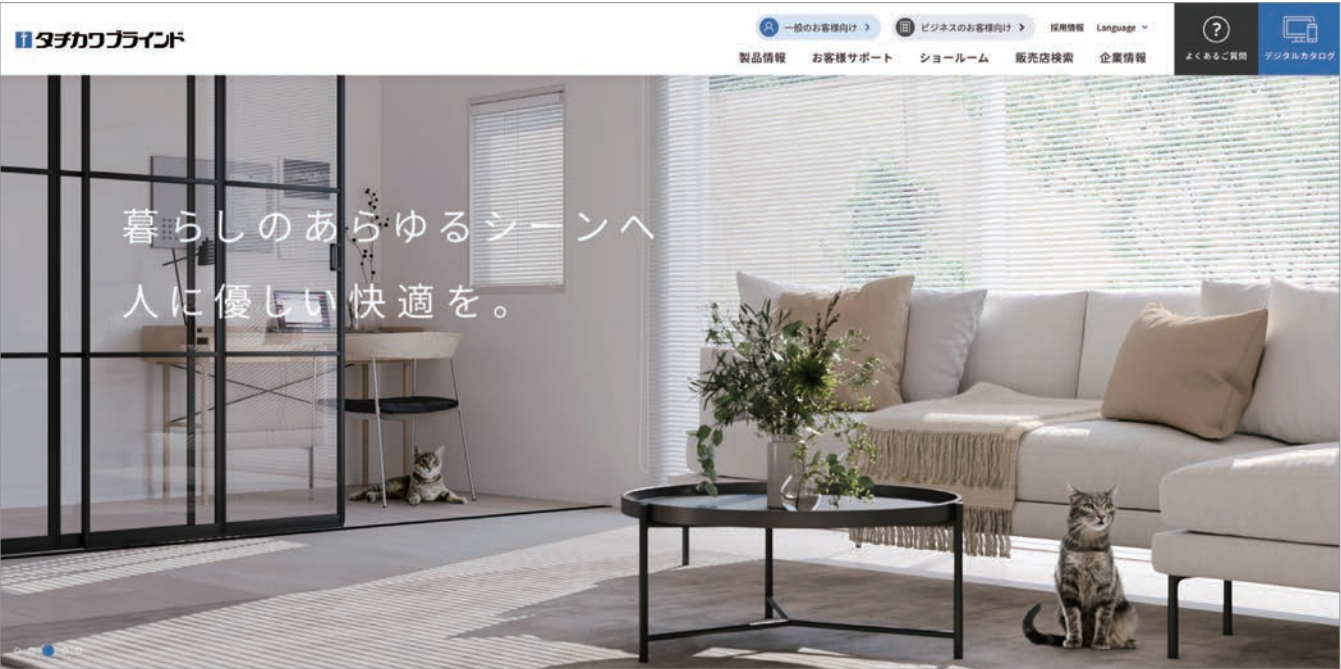 タチカワブラインド
一般のお客様向け
ビジネスのお客様向け
採用情報
Language
製品情報
お客様サポート
ショールーム
販売店検索
企業情報
?
よくあるご質問
デジタルカタログ
暮らしのあらゆるシーンへ
人に優しい快適を。